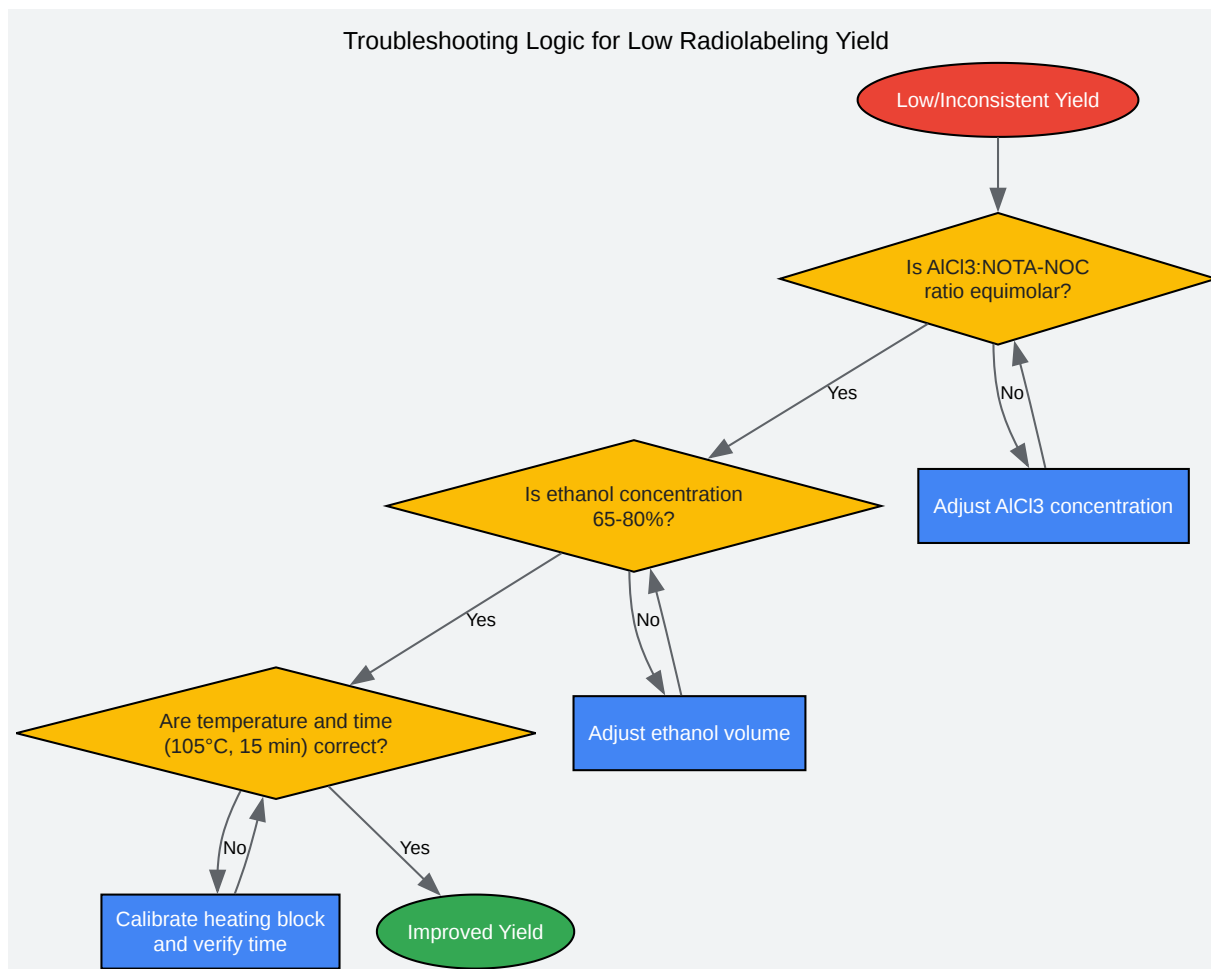 Troubleshooting Logic for Low Radiolabeling Yield
Low/Inconsistent Yield
Is AlCl3:NOTA-NOC
ratio equimolar?
Yes
No
Adjust AlCl3 concentration
Is ethanol concentration
65-80%?
Yes
No
Adjust ethanol volume
Are temperature and time
(105°C, 15 min) correct?
No
Yes
Calibrate heating block
and verify time
Improved Yield